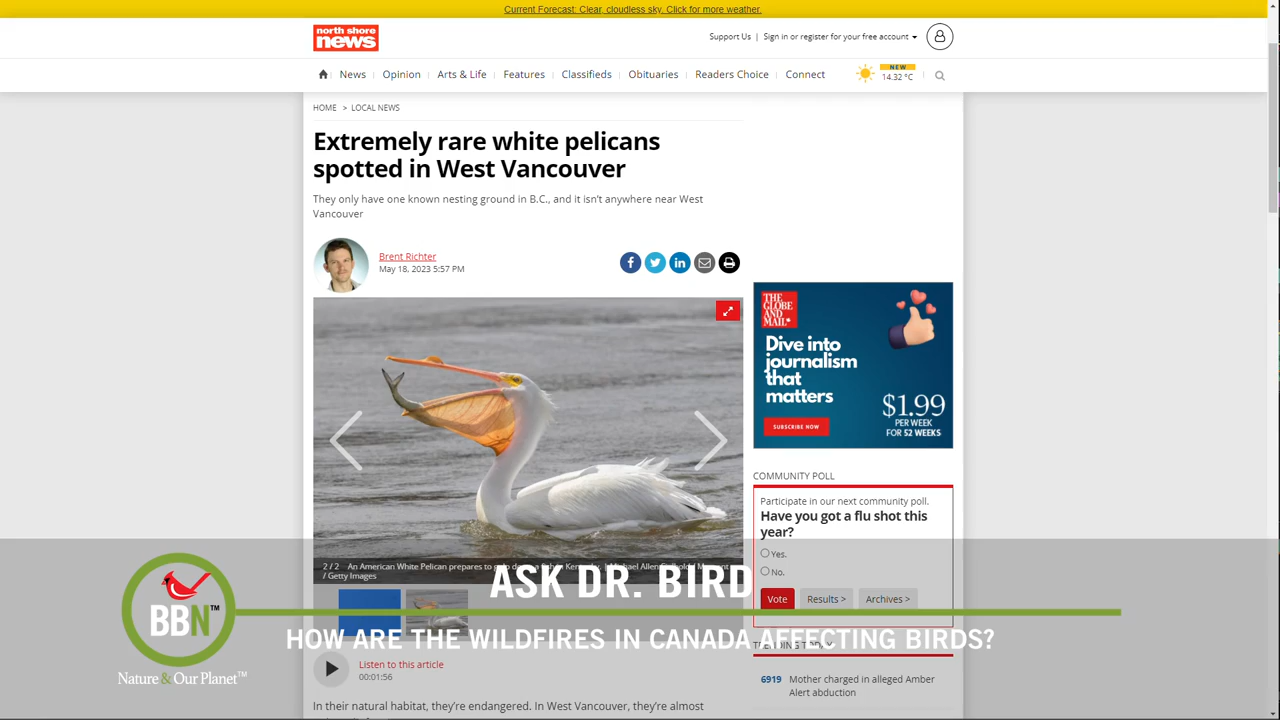 Current Forecast: Clear, cloudless sky. Click for more weather.
north shore
news
Support Us | Sign in or register for your free account
News
Opinion
Arts & Life
Features
Classifieds
Obituaries
Readers Choice
Connect
NEW
14.32 °C
HOME > LOCAL NEWS
Extremely rare white pelicans
spotted in West Vancouver
They only have one known nesting ground in B.C., and it isn't anywhere near West
Vancouver
Brent Richter
May 18, 2023 5:57 PM
THE
GLOBE
AND
MAIL*
Dive into
journalism
that
matters
$1.99
PER WEEK
FOR 52 WEEKS
SUBSCRIBE NOW
COMMUNITY POLL
Participate in our next community poll.
Have you got a flu shot this
year?
Yes.
No.
Vote
Results >
Archives >
2 / 2 An American White Pelican prepares to
/ Getty Images
ASK DR. BIRD
BBN™
HOW ARE THE WILDFIRES IN CANADA AFFECTING BIRDS?
Nature & Our Planet™
TRENDING TODAY
Listen to this article
00:01:56
6919 Mother charged in alleged Amber
Alert abduction
In their natural habitat, they're endangered. In West Vancouver, they're almost